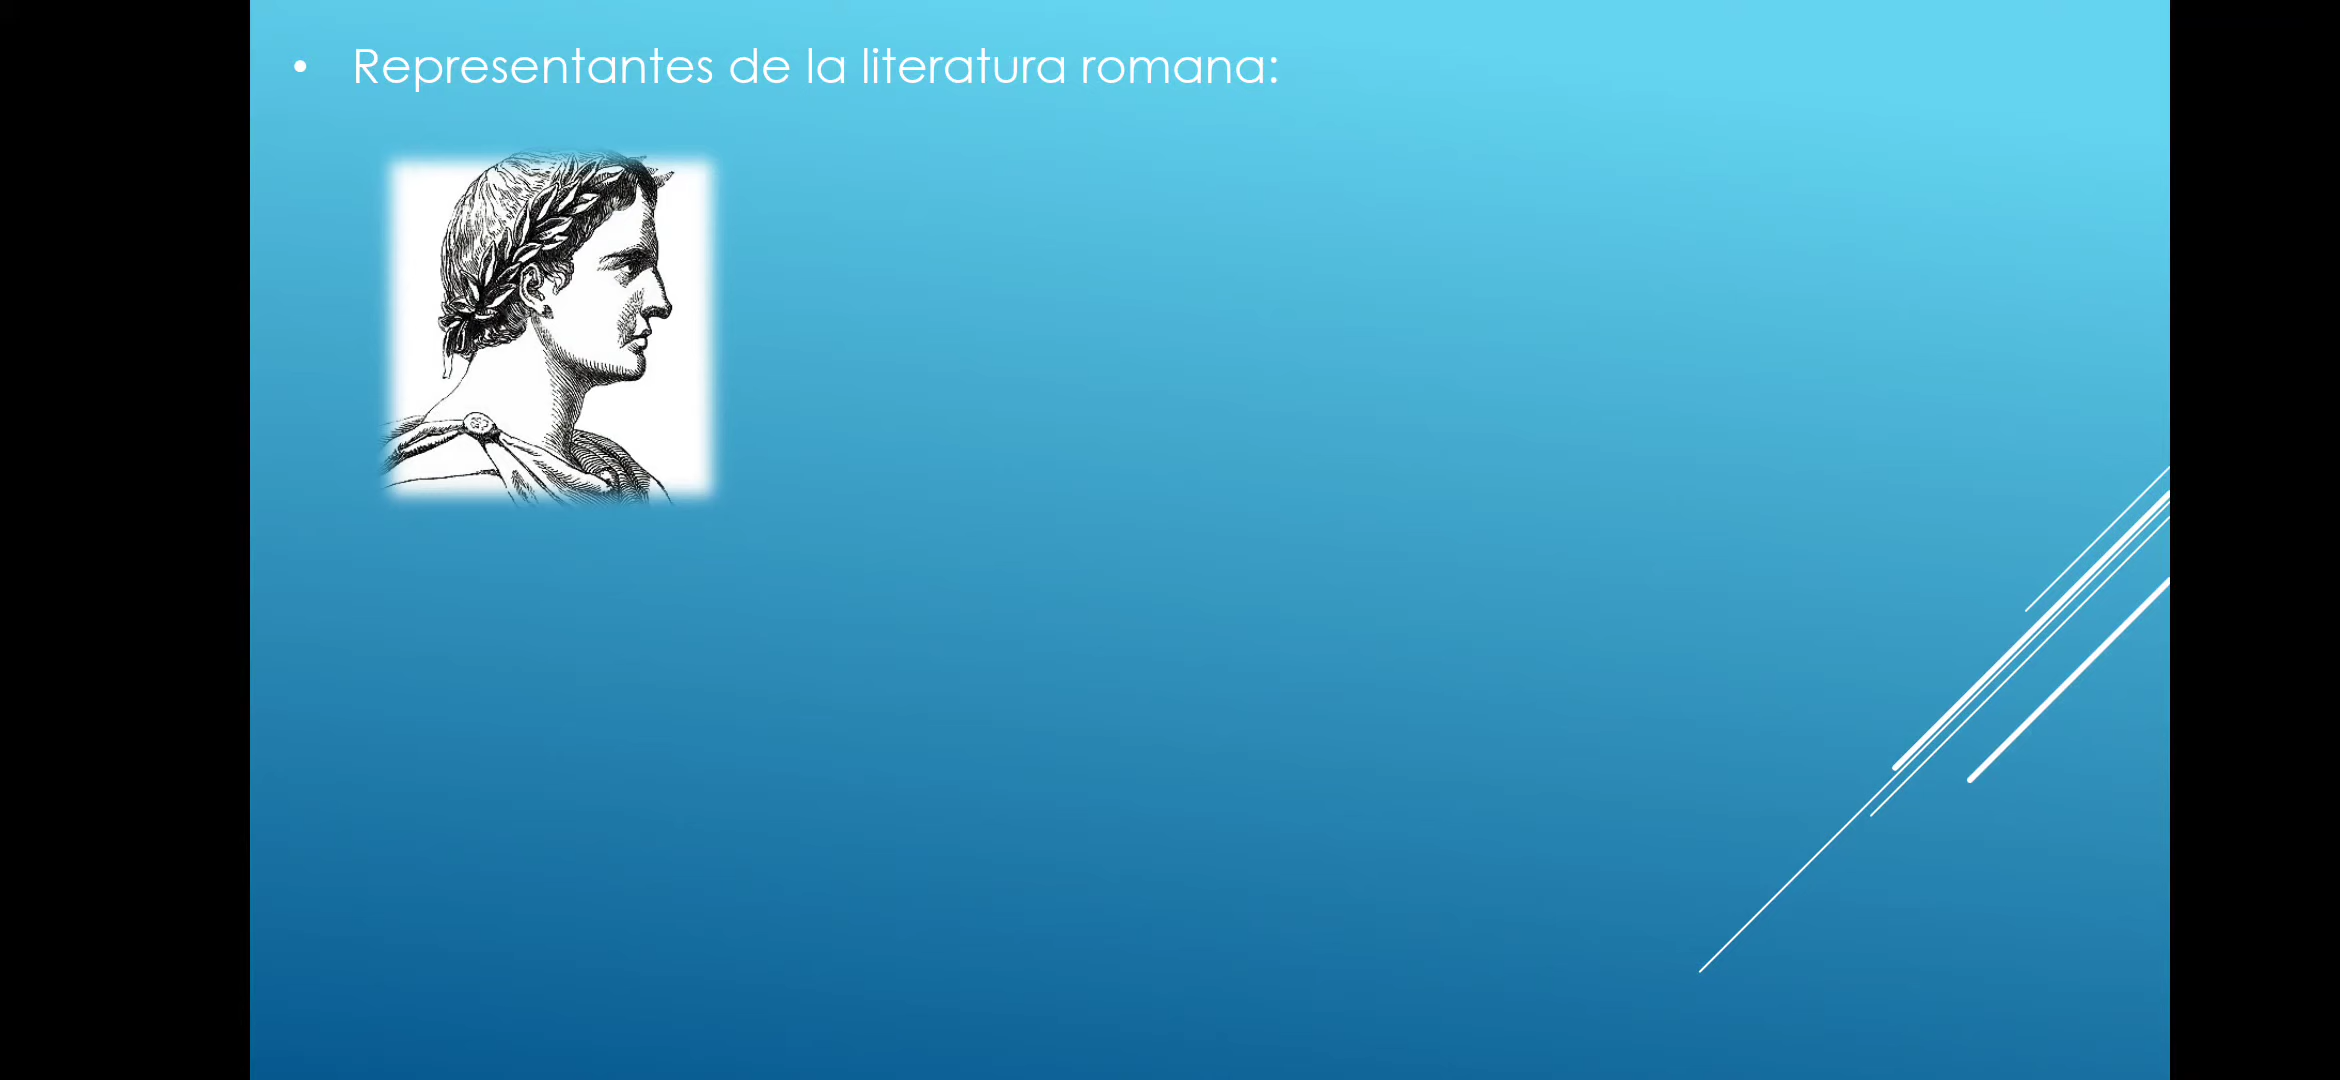 • Representantes de la literatura romana: